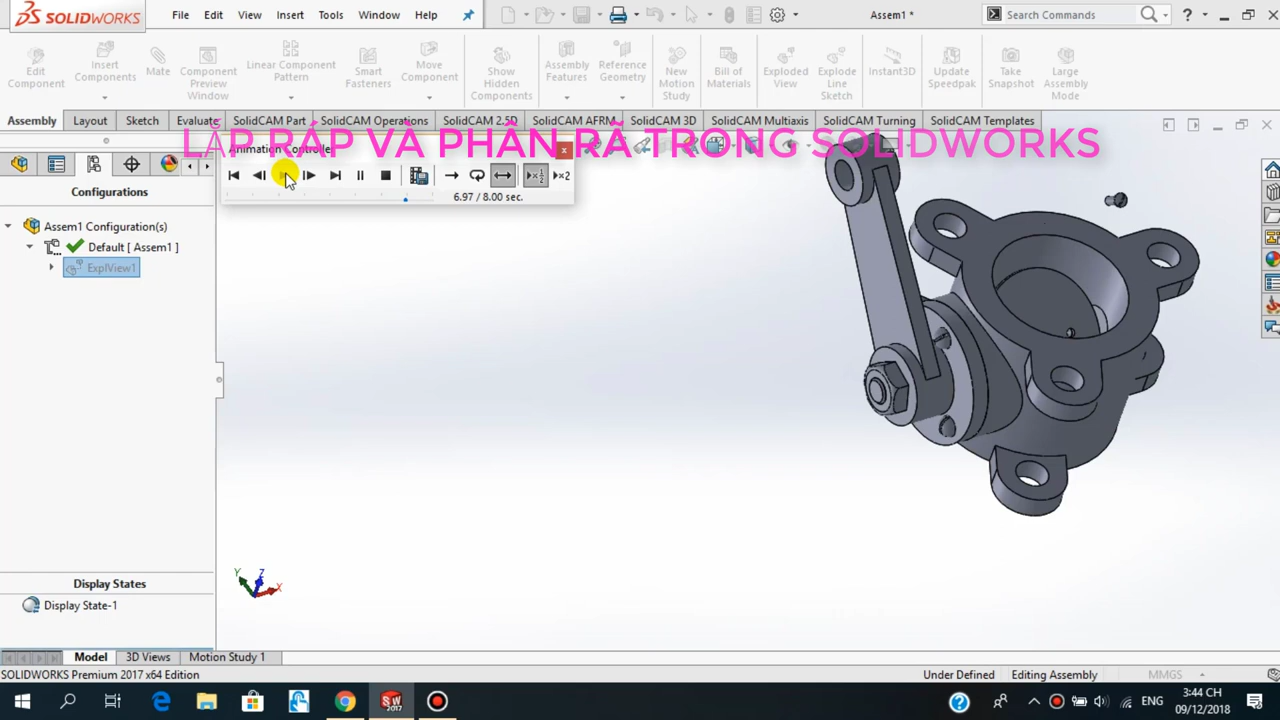 SOLIDWORKS
File Edit View Insert Tools Window Help
Assem1 *
Search Commands
Edit Component
Insert Components
Mate
Component Preview Window
Linear Component Pattern
Smart Fasteners
Move Component
Show Hidden Components
Assembly Features
Reference Geometry
New Motion Study
Bill of Materials
Exploded View
Explode Line Sketch
Instant3D
Update Speedpak
Take Snapshot
Large Assembly Mode
Assembly Layout Sketch Evaluate SolidCAM Part SolidCAM Operations SolidCAM 2.5D SolidCAM AFRM SolidCAM 3D SolidCAM Multiaxis SolidCAM Turning SolidCAM Templates
LẮP RÁP VÀ PHÂN RÃ TRONG SOLIDWORKS
Animation Controller
x½ x2
6.97 / 8.00 sec.
Configurations
Assem1 Configuration(s)
Default [ Assem1 ]
ExplView1
Y Z X
Display States
Display State-1
Model 3D Views Motion Study 1
SOLIDWORKS Premium 2017 x64 Edition
Under Defined Editing Assembly MMGS
SW 2017
ENG
3:44 CH
09/12/2018